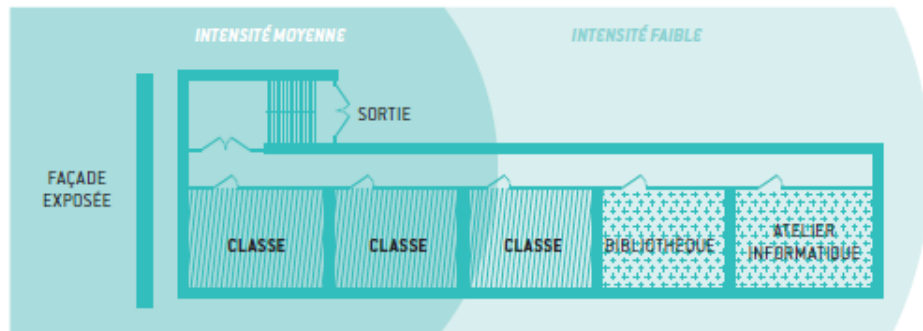 INTENSITÉ MOYENNE
INTENSITÉ FAIBLE
SORTIE
FAÇADE
EXPOSÉE
CLASSE
CLASSE
CLASSE
BIBLIOTHÈQUE
ATELIER
INFORMATIQUE